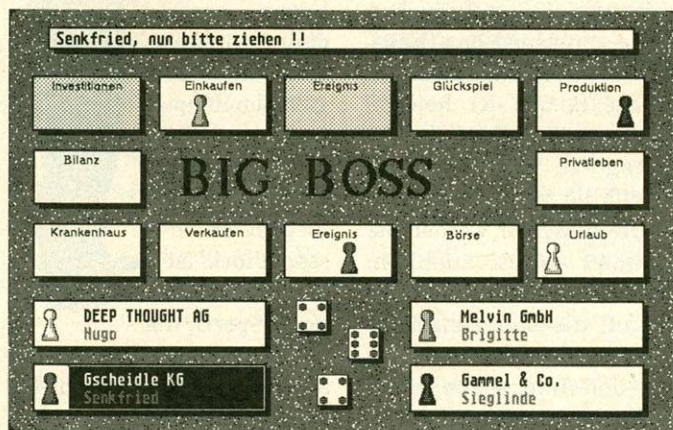 Senkfried, nun bitte ziehen !!
Investitionen
Einkaufen
Ereignis
Glückspiel
Produktion
Bilanz
BIG BOSS
Privatleben
Krankenhaus
Verkaufen
Ereignis
Börse
Urlaub
DEEP THOUGHT AG
Hugo
Melvin GmbH
Brigitte
Gscheidle KG
Senkfried
Gammel & Co.
Sieglinde